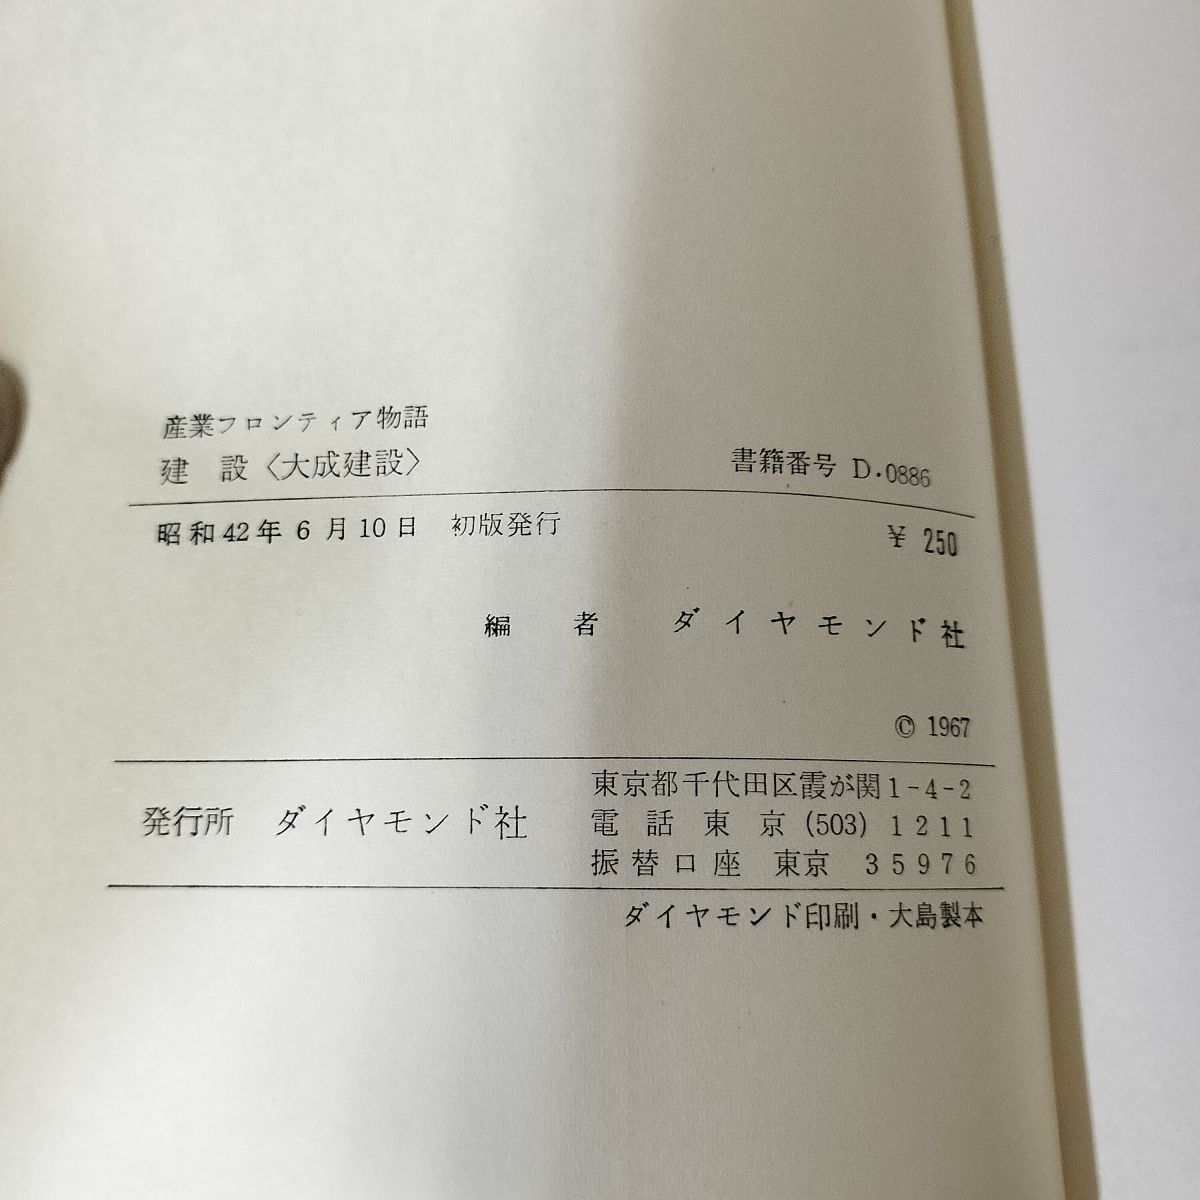 産業フロンティア物語
建 設〈大成建設〉
書籍番号 D・0886
昭和42年 6月10日 初版発行
¥ 250
編 者 ダイヤモンド社
© 1967
発行所 ダイヤモンド社
東京都千代田区霞が関1-4-2
電話東京(503)1211
振替口座 東京 35976
ダイヤモンド印刷・大島製本